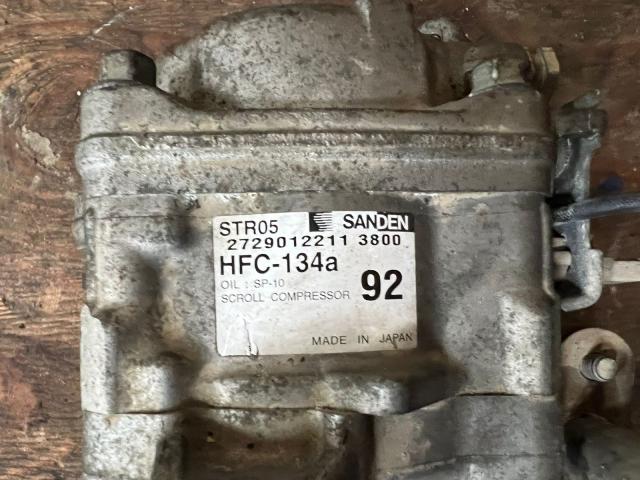 STR05 SANDEN
2729012211 3800
HFC-134a
OIL : SP-10
SCROLL COMPRESSOR 92
MADE IN JAPAN